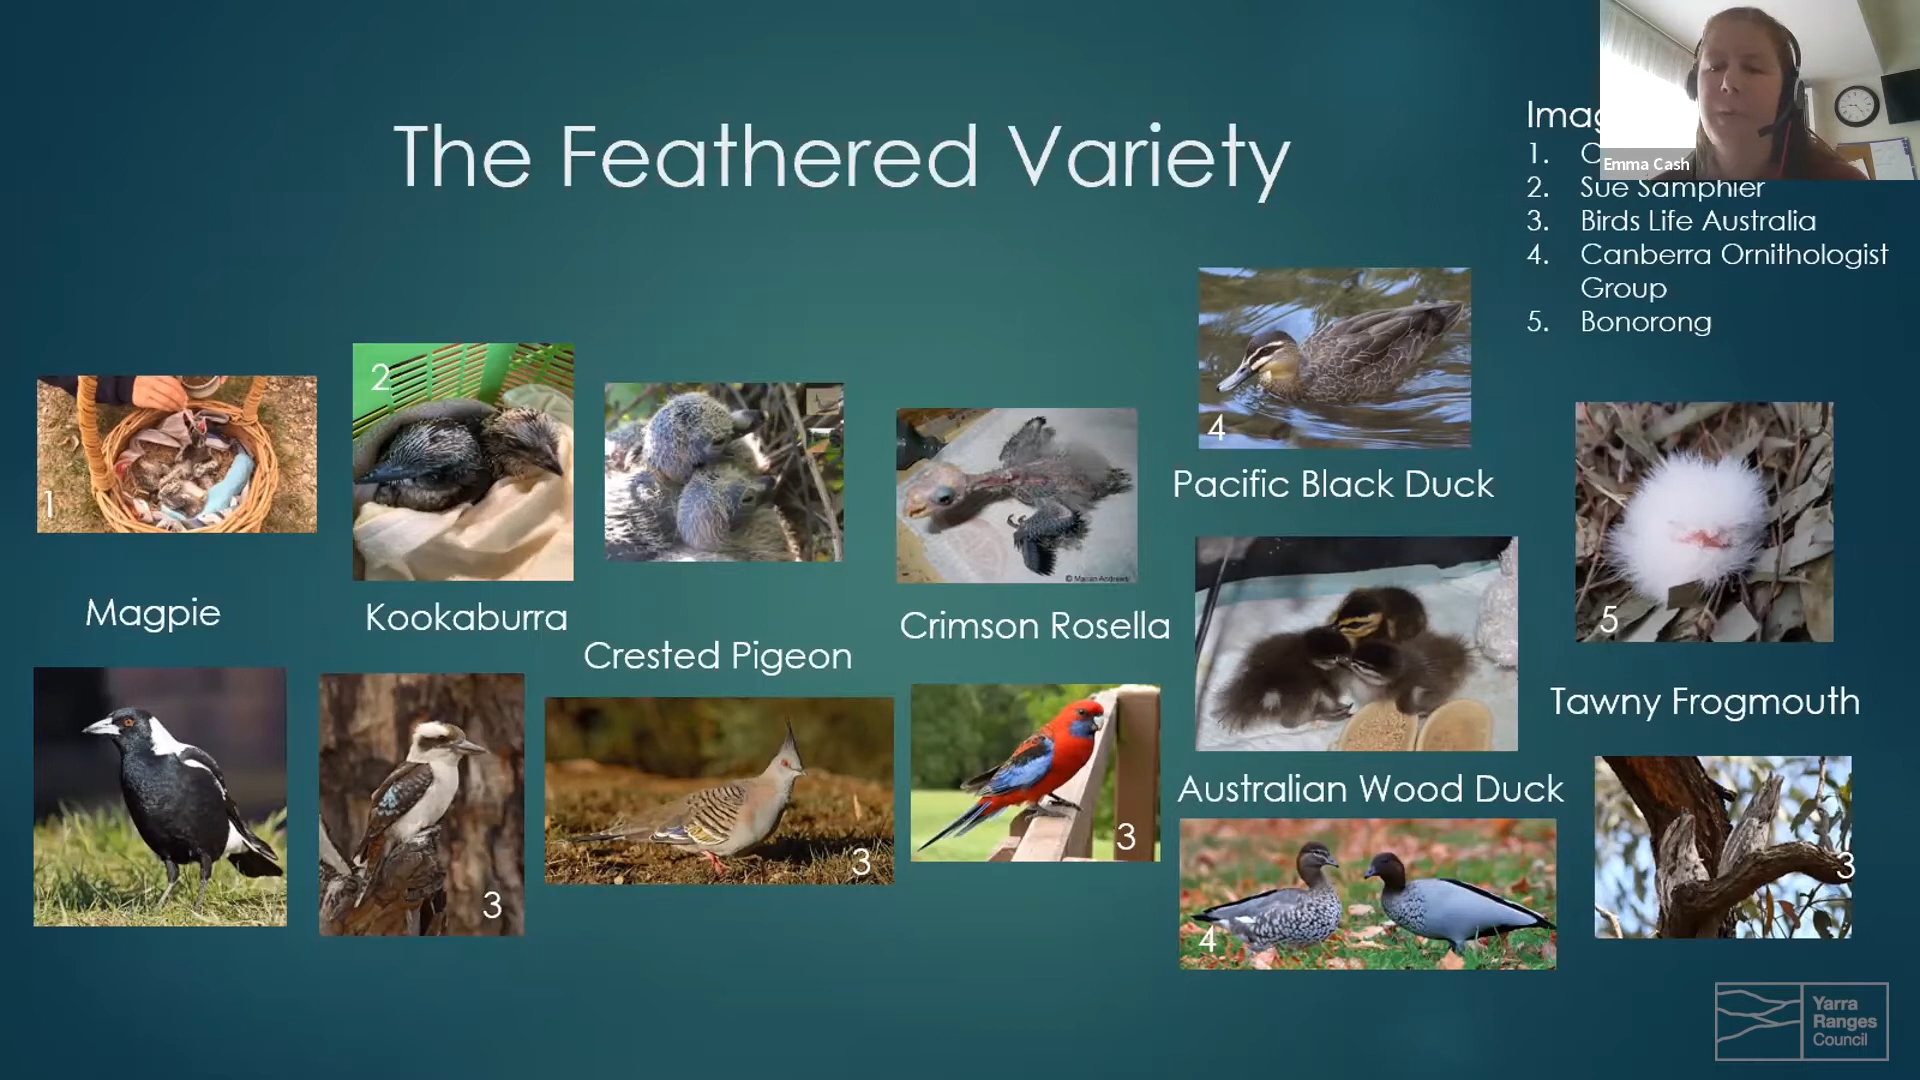 The Feathered Variety
Emma Cash
1.
2. Sue Samphier
3. Birds Life Australia
4. Canberra Ornithologist
Group
5. Bonorong
1
2
© Marian Andrews
4
5
Magpie
Kookaburra
Crested Pigeon
Crimson Rosella
Pacific Black Duck
Tawny Frogmouth
Australian Wood Duck
3
3
3
4
3
Yarra
Ranges
Council